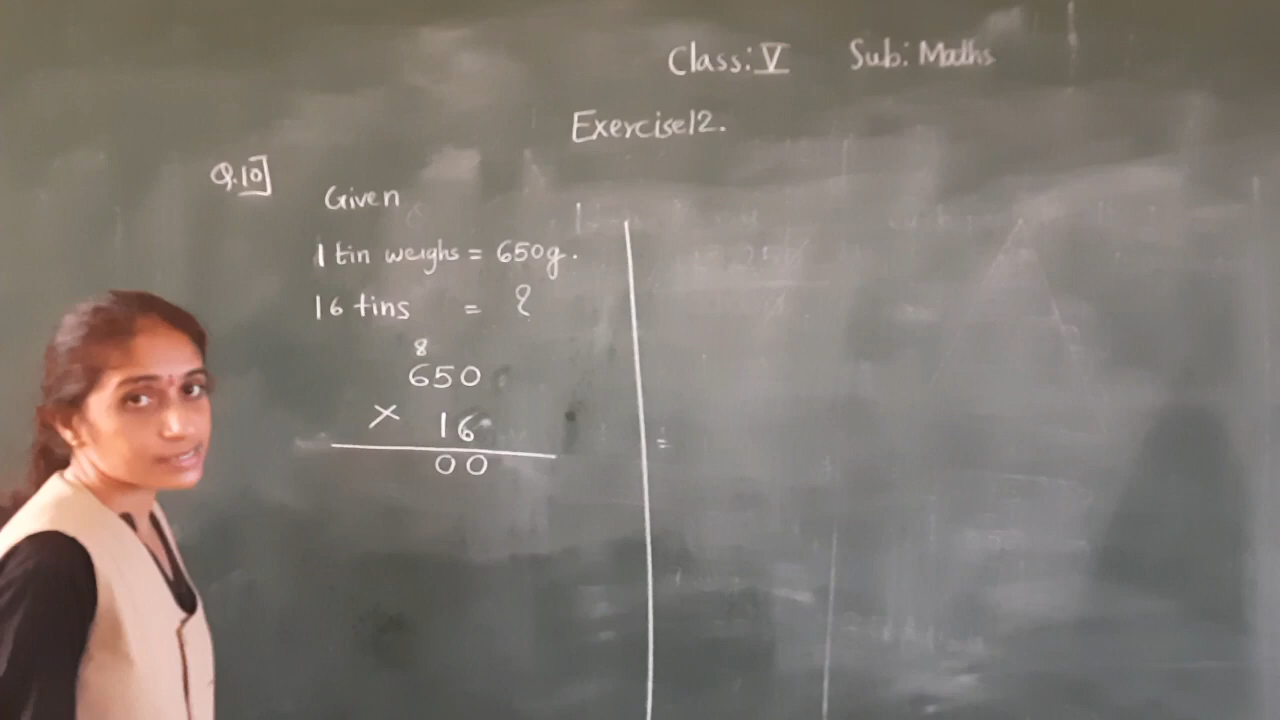 Class: V Sub: Maths
Exercise12.
Q.10]
Given
1 tin weighs = 650g.
16 tins = ?
8
650
× 16
00
=